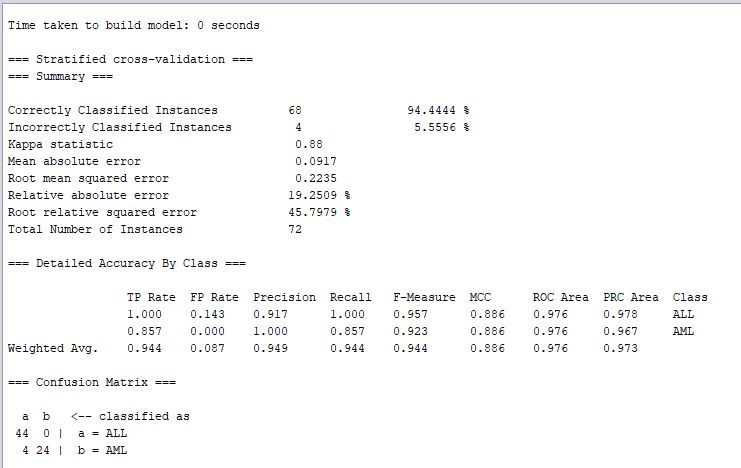 Time taken to build model: 0 seconds
=== Stratified cross-validation ===
=== Summary ===
Correctly Classified Instances 68 94.4444 %
Incorrectly Classified Instances 4 5.5556 %
Kappa statistic 0.88
Mean absolute error 0.0917
Root mean squared error 0.2235
Relative absolute error 19.2509 %
Root relative squared error 45.7979 %
Total Number of Instances 72
=== Detailed Accuracy By Class ===
TP Rate FP Rate Precision Recall F-Measure MCC ROC Area PRC Area Class
1.000 0.143 0.917 1.000 0.957 0.886 0.976 0.978 ALL
0.857 0.000 1.000 0.857 0.923 0.886 0.976 0.967 AML
Weighted Avg. 0.944 0.087 0.949 0.944 0.944 0.886 0.976 0.973
=== Confusion Matrix ===
a b <-- classified as
44 0 | a = ALL
4 24 | b = AML